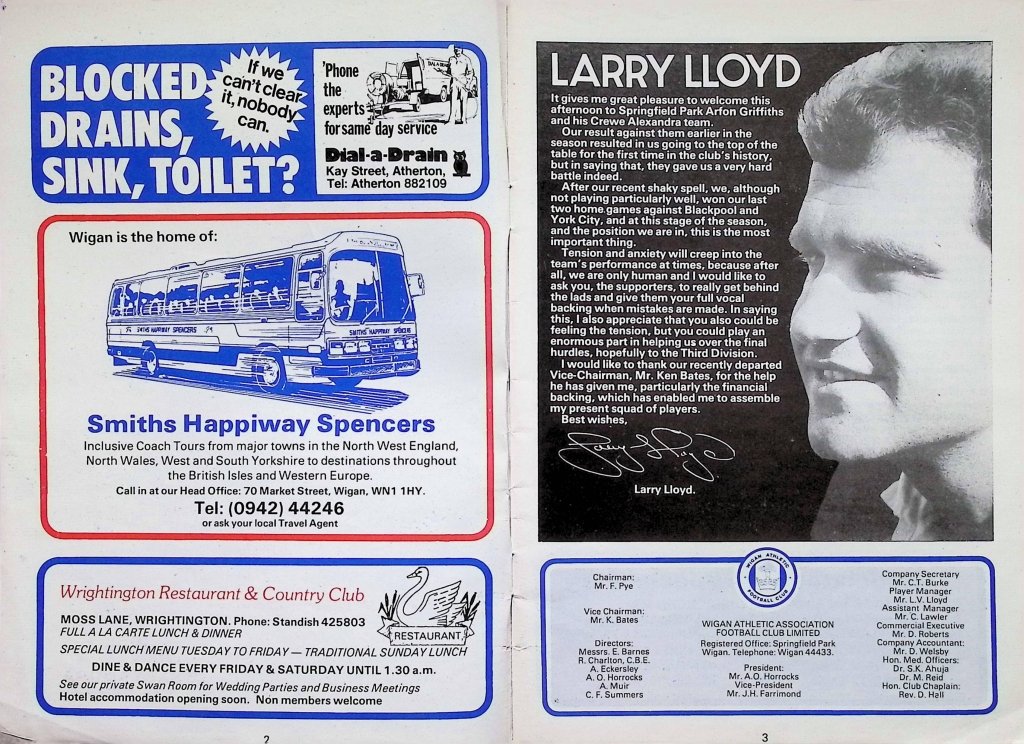 BLOCKED
DRAINS,
SINK, TOILET?
If we
can't clear
it, nobody
can.
'Phone
the
experts
for same day service
DIAL A DRAIN
Dial-a-Drain
Kay Street, Atherton,
Tel: Atherton 882109
Wigan is the home of:
SMITHS HAPPIWAY SPENCERS
SMITHS HAPPIWAY SPENCERS
Smiths Happiway Spencers
Inclusive Coach Tours from major towns in the North West England,
North Wales, West and South Yorkshire to destinations throughout
the British Isles and Western Europe.
Call in at our Head Office: 70 Market Street, Wigan, WN1 1HY.
Tel: (0942) 44246
or ask your local Travel Agent
Wrightington Restaurant & Country Club
RESTAURANT
MOSS LANE, WRIGHTINGTON. Phone: Standish 425803
FULL A LA CARTE LUNCH & DINNER
SPECIAL LUNCH MENU TUESDAY TO FRIDAY — TRADITIONAL SUNDAY LUNCH
DINE & DANCE EVERY FRIDAY & SATURDAY UNTIL 1.30 a.m.
See our private Swan Room for Wedding Parties and Business Meetings
Hotel accommodation opening soon. Non members welcome
2
LARRY LLOYD
It gives me great pleasure to welcome this
afternoon to Springfield Park Arfon Griffiths
and his Crewe Alexandra team.
Our result against them earlier in the
season resulted in us going to the top of the
table for the first time in the club's history,
but in saying that, they gave us a very hard
battle indeed.
After our recent shaky spell, we, although
not playing particularly well, won our last
two home games against Blackpool and
York City, and at this stage of the season,
and the position we are in, this is the most
important thing.
Tension and anxiety will creep into the
team's performance at times, because after
all, we are only human and I would like to
ask you, the supporters, to really get behind
the lads and give them your full vocal
backing when mistakes are made. In saying
this, I also appreciate that you also could be
feeling the tension, but you could play an
enormous part in helping us over the final
hurdles, hopefully to the Third Division.
I would like to thank our recently departed
Vice-Chairman, Mr. Ken Bates, for the help
he has given me, particularly the financial
backing, which has enabled me to assemble
my present squad of players.
Best wishes,
Larry Lloyd
Larry Lloyd.
Chairman:
Mr. F. Pye
Vice Chairman:
Mr. K. Bates
Directors:
Messrs. E. Barnes
R. Charlton, C.B.E.
A. Eckersley
A. O. Horrocks
A. Muir
C. F. Summers
WIGAN ATHLETIC
FOOTBALL CLUB
WIGAN ATHLETIC ASSOCIATION
FOOTBALL CLUB LIMITED
Registered Office: Springfield Park
Wigan. Telephone: Wigan 44433.
President:
Mr. A.O. Horrocks
Vice-President
Mr. J.H. Farrimond
Company Secretary
Mr. C.T. Burke
Player Manager
Mr. L.V. Lloyd
Assistant Manager
Mr. C. Lawler
Commercial Executive
Mr. D. Roberts
Company Accountant:
Mr. D. Welsby
Hon. Med. Officers:
Dr. S.K. Ahuja
Dr. M. Reid
Hon. Club Chaplain:
Rev. D. Hall
3